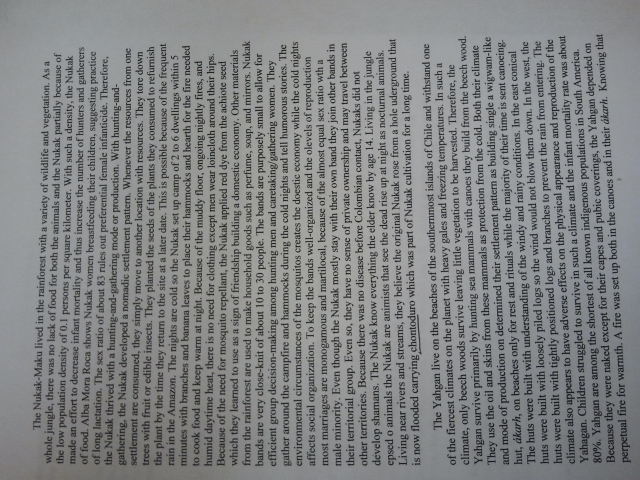 The Nukak-Maku lived in the rainforest with a variety of wildlife and vegetation. As a
whole jungle, there was no lack of food for both the animals and the Nukak partially because of
the low population density of 0.1 persons per square kilometer. With such a density, the Nukak
made an effort to decrease infant mortality and thus increase the number of hunters and gatherers
of food. Alba Mora Roca shows Nukak women breastfeeding their children, suggesting practice
of long lactation. The sex ratio of about 83 rules out preferential female infanticide. Therefore,
the Nukak thrived with a hunting-and-gathering mode or production. With hunting-and-
gathering, the Nukak developed a nomadic settlement pattern. Whenever the resources from one
settlement are consumed, they simply move to another location with resources. They tore down
trees with fruit or edible insects. They planted the seeds of the plants they consumed to refurnish
the plant by the time they return to the site at a later date. This is possible because of the frequent
rain in the Amazon. The nights are cold so the Nukak set up camp of 2 to 6 dwellings within 5
minutes with branches and banana leaves to place their hammocks and hearth for the fire needed
to cook food and keep warm at night. Because of the muddy floor, ongoing nightly fires, and
humid daytime heat, there is no need for clothing except men wear bandsh around their hips.
Because of the need for mosquito repellant, the Nukak applied red dye from the achiote seed
which they learned to use as a sign of friendship building a domestic economy. Other materials
from the rainforest are used to make household goods such as perfume, soap, and mirrors. Nukak
bands are very close-knit of about 10 to 30 people. The bands are purposely small to allow for
efficient group decision-making among hunting men and caretaking/gathering women. They
gather around the campfire and hammocks during the cold nights and tell humorous stories. The
environmental circumstances of the mosquitos creates the doestic economy while the cold nights
affects social organization. To keep the bands well-organized and the relevels of production,
most marriages are monogamous and matrilocal, because of the most equal sex ratio wth a
male minority. Even though the Nukak mostly stay with their own band they join other bands in
their territorial rivers. Even so, they have no sense of private ownership and may travel between
other territories. Because there was no disease before Colombian contact, Nukaks did not
develop shamans. The Nukak know everything the elder know by age 14. Living in the jungle
epsed o animals the Nukak are animists that see the dead rise up at night as nocturnal animals.
Living near rivers and streams, they believe the original Nukak rose from a hole uderground that
is now flooded carrying chontoduro which was part of Nukak cultivation for a long time.
The Yahgan live on the beaches of the southernmost islands of Chile and withstand one
of the fiercest climates on the planet with heavy gales and freezing temperatures. In such a
climate, only beech woods survive leaving little vegetation to be harvested. Therefore, the
Yahgan survive primarily by hunting sea mammals with canoes they build from the beech wood.
They use the fat and skins from these mammals as protection from the cold. Both the climate
and mode of production on determined their settlement pattern as building single a wigwam-like
hut, ákørh, on beaches only for rest and rituals while the majority of their time is sent canoeing.
The huts were built with understanding of the windy and rainy conditions. In the east conical
huts were built with loosely piled logs so the wind would not blow them down. In the west, the
huts were built with tightly positioned logs and branches to prevent the rain from entering. The
climate also appears to have adverse effects on the physical appearance and reproduction of the
Yahagan. Children struggled to survive in such a climate and the infant mortality rate was about
80%. Yahgan are among the shortest of all the indigenous populations in South America.
Because they were naked except for their capes and pubic coverings, the Yahgan depended on
perpetual fire for warmth. A fire was set up both in the canoes and in their ákørh. Knowing that